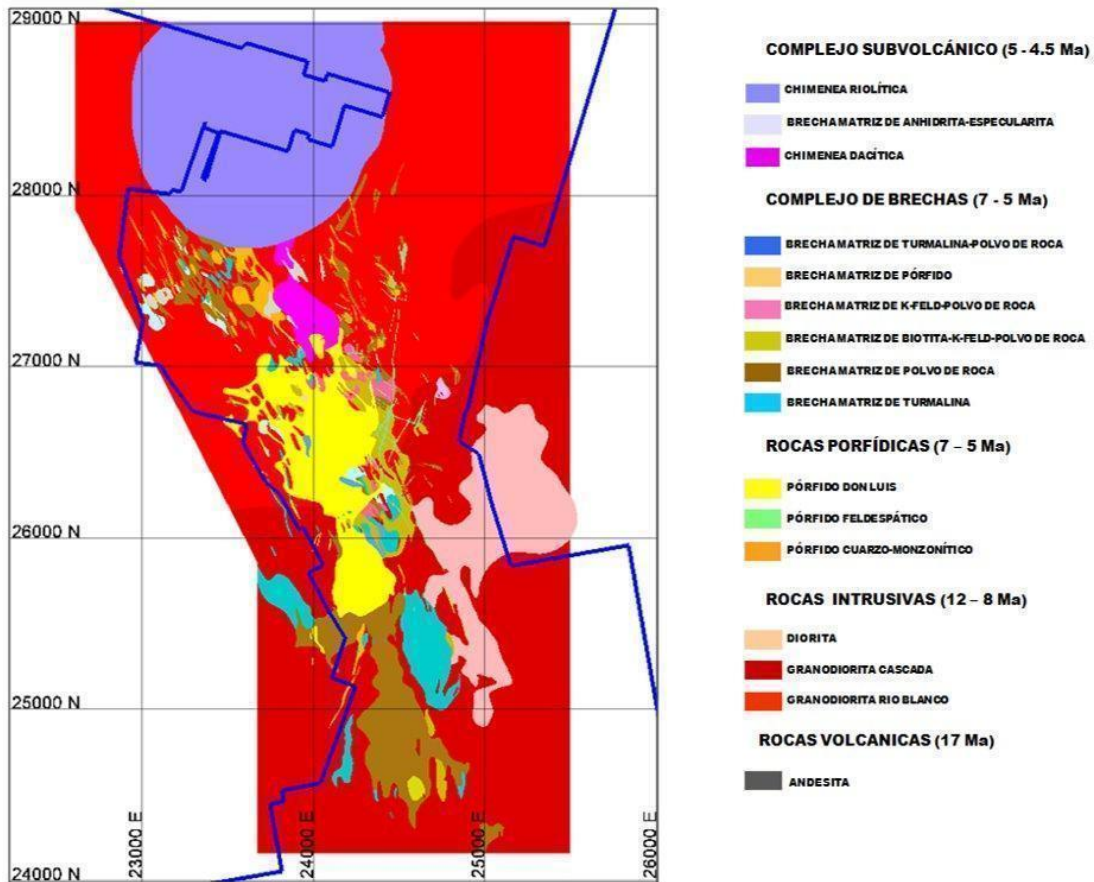 29000 N
28000 N
27000 N
26000 N
25000 N
24000 N
23000 E
24000 E
25000 E
26000 E
COMPLEJO SUBVOLCÁNICO (5 - 4.5 Ma)
CHIMENEA RIOLÍTICA
BRECHA MATRIZ DE ANHIDRITA-ESPECULARITA
CHIMENEA DACÍTICA
COMPLEJO DE BRECHAS (7 - 5 Ma)
BRECHA MATRIZ DE TURMALINA-POLVO DE ROCA
BRECHA MATRIZ DE PÓRFIDO
BRECHA MATRIZ DE K-FELD-POLVO DE ROCA
BRECHA MATRIZ DE BIOTITA-K-FELD-POLVO DE ROCA
BRECHA MATRIZ DE POLVO DE ROCA
BRECHA MATRIZ DE TURMALINA
ROCAS PORFÍDICAS (7 – 5 Ma)
PÓRFIDO DON LUIS
PÓRFIDO FELDESPÁTICO
PÓRFIDO CUARZO-MONZONÍTICO
ROCAS INTRUSIVAS (12 – 8 Ma)
DIORITA
GRANODIORITA CASCADA
GRANODIORITA RIO BLANCO
ROCAS VOLCANICAS (17 Ma)
ANDESITA